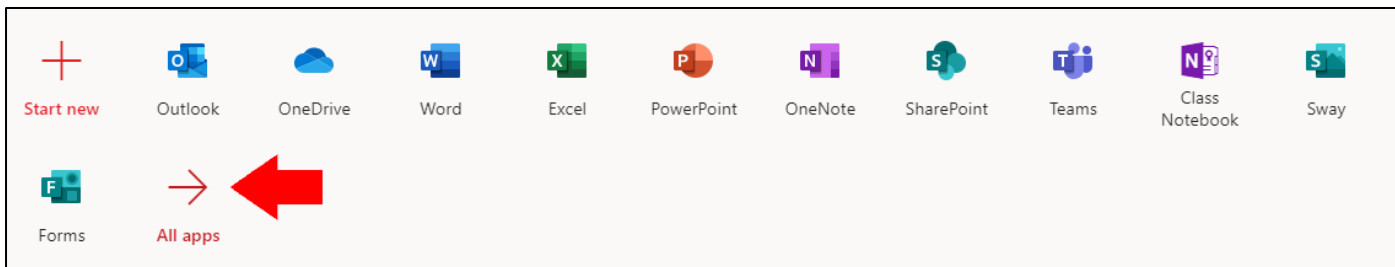 Start new
Outlook
OneDrive
Word
Excel
PowerPoint
OneNote
SharePoint
Teams
Class
Notebook
Sway
Forms
All apps
O
W
X
P
N
S
T
N
S
F